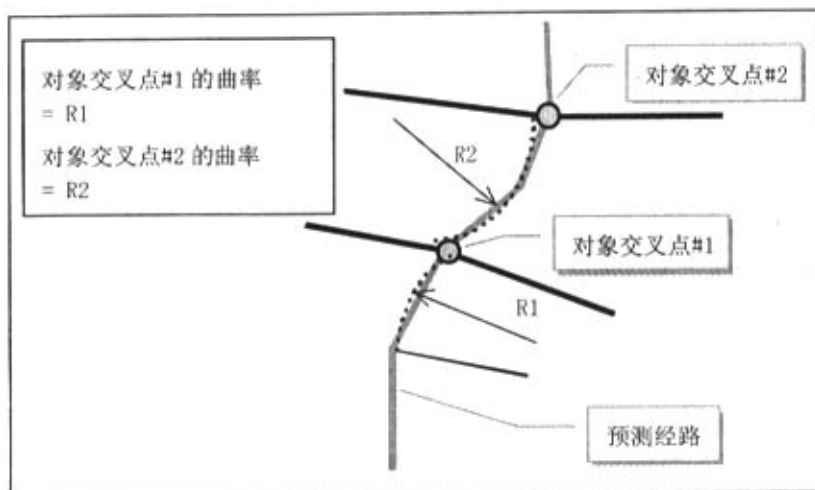 对象交叉点#1 的曲率
= R1
对象交叉点#2 的曲率
= R2
对象交叉点#2
R2
对象交叉点#1
R1
预测经路